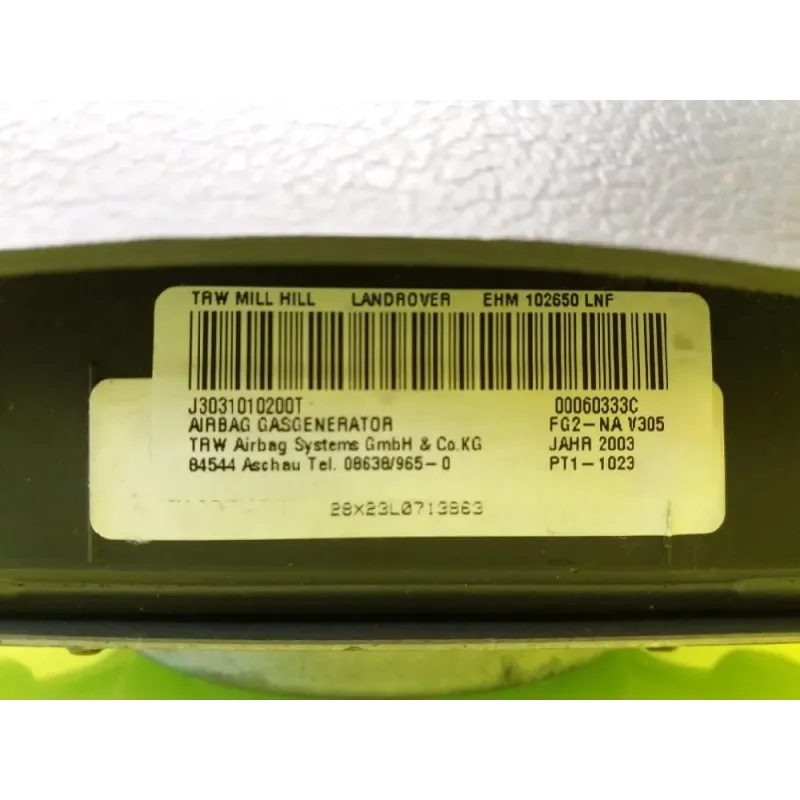 TRW MILL HILL LANDROVER EHM 102650 LNF
J3031010200T 00060333C
AIRBAG GASGENERATOR FG2-NA V305
TRW Airbag Systems GmbH & Co.KG JAHR 2003
84544 Aschau Tel. 08638/965-0 PT1-1023
28x23L0713863